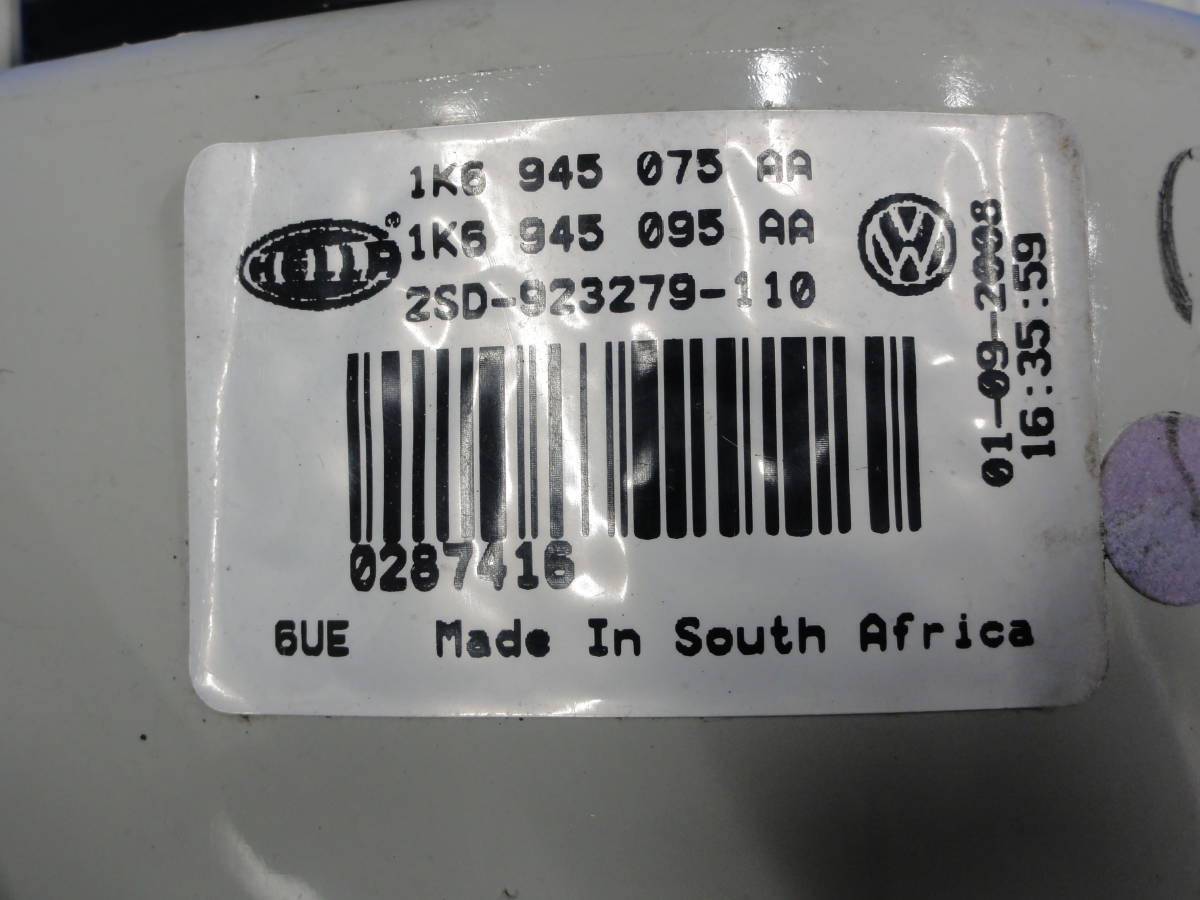 1K6 945 075 AA
HELLA
1K6 945 095 AA
2SD-923279-110
01-09-2008
16:35:59
0287416
6UE Made In South Africa